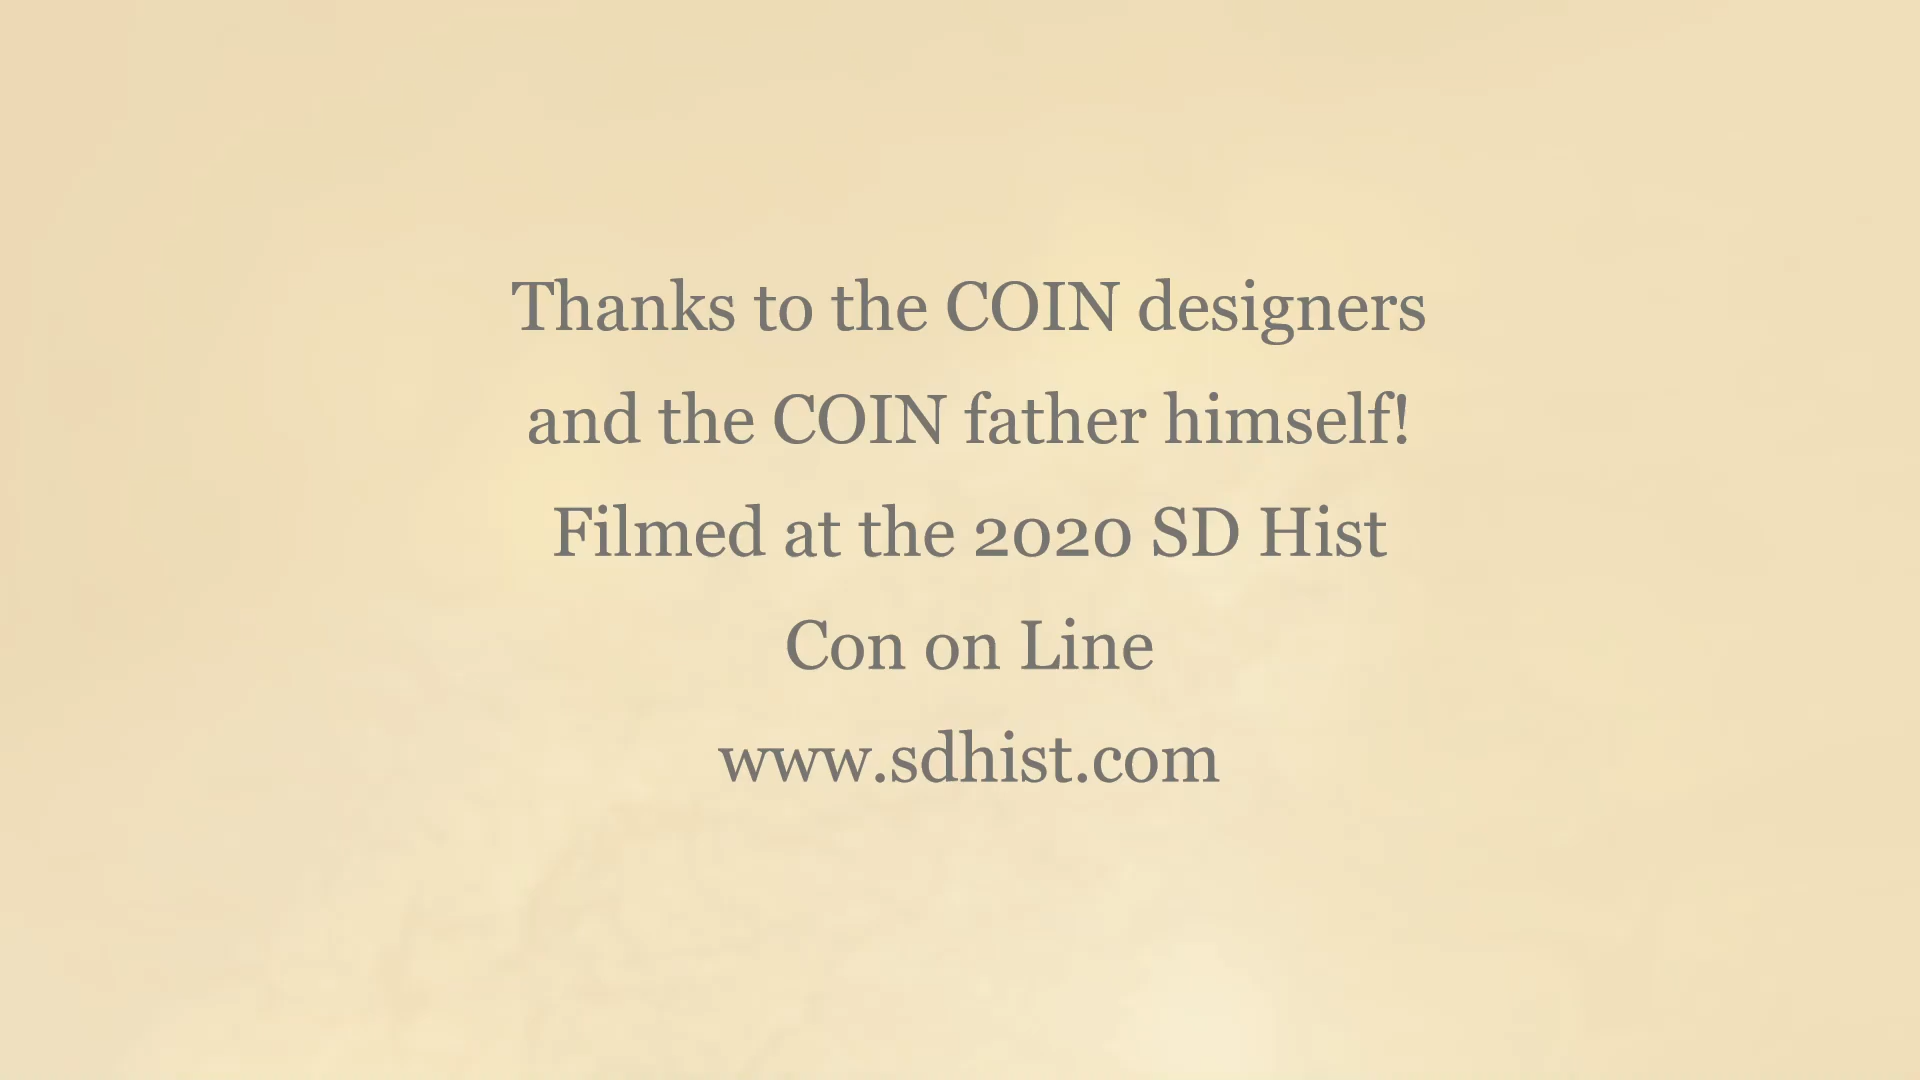 Thanks to the COIN designers
and the COIN father himself!
Filmed at the 2020 SD Hist
Con on Line
www.sdhist.com